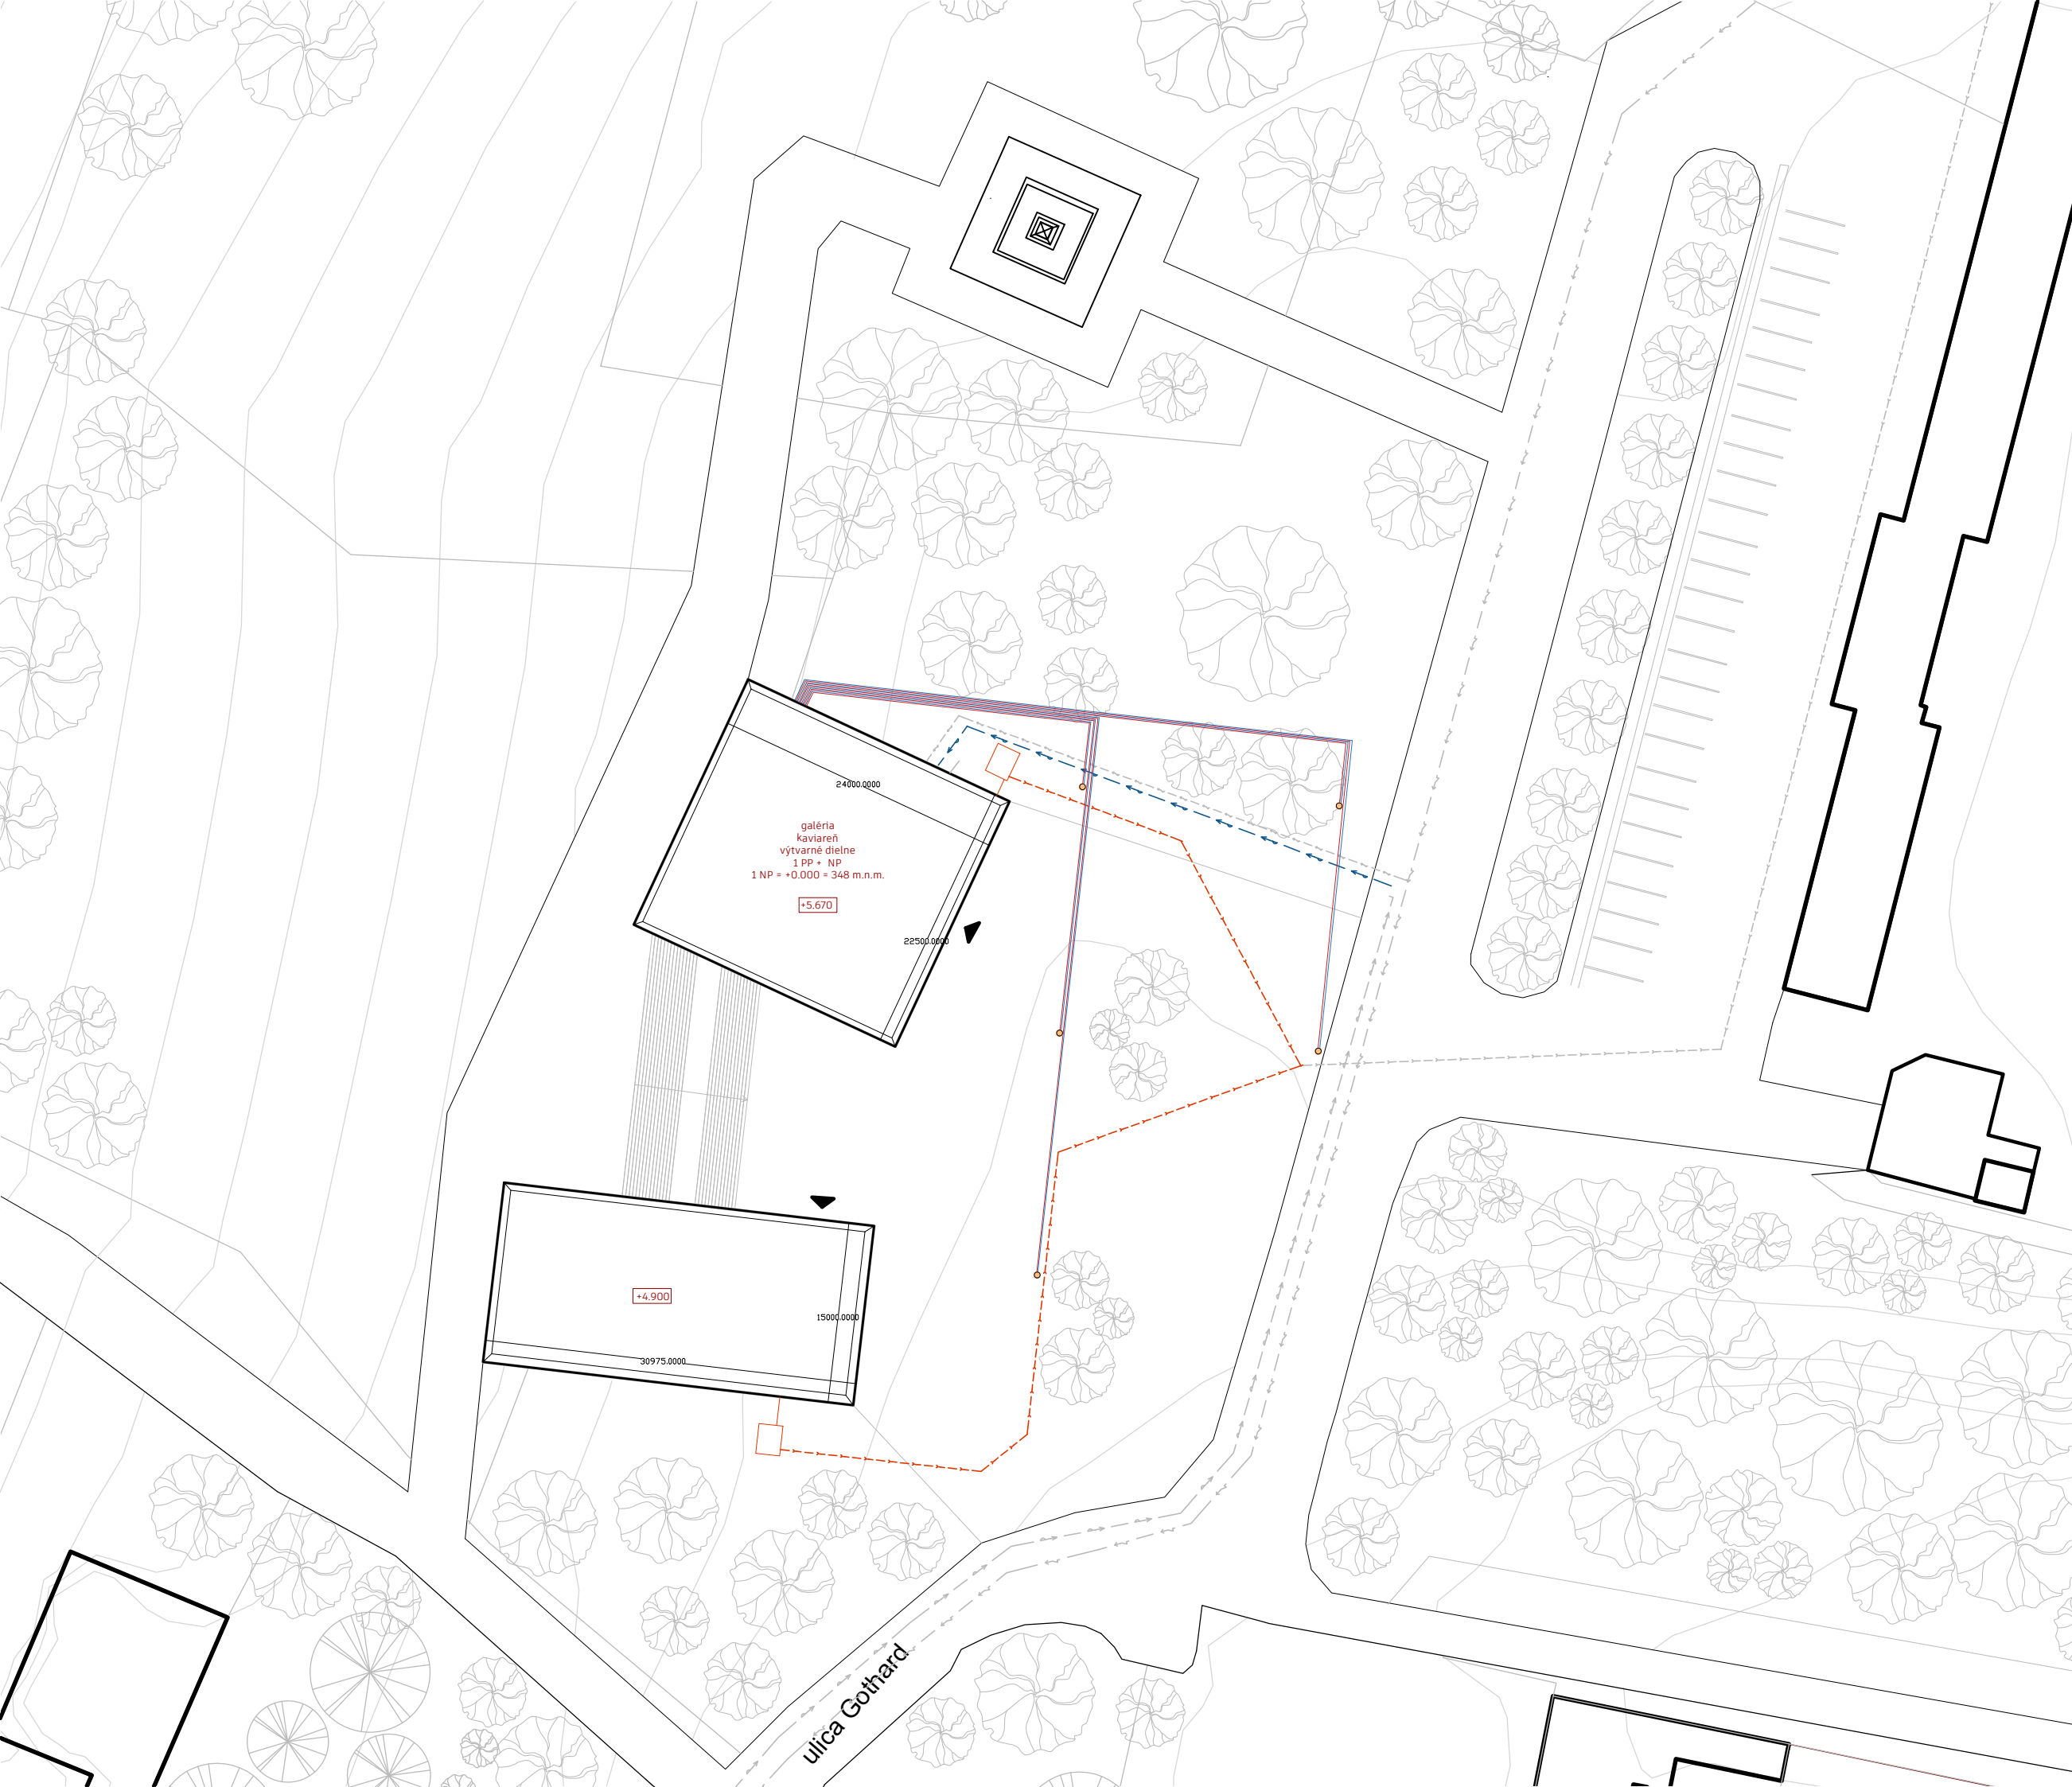 24000.0000
galéria
kaviareň
výtvarné dielne
1 PP + NP
1 NP = +0.000 = 348 m.n.m.
+5.670
22500.0000
+4.900
15000.0000
30975.0000
ulica Gothard